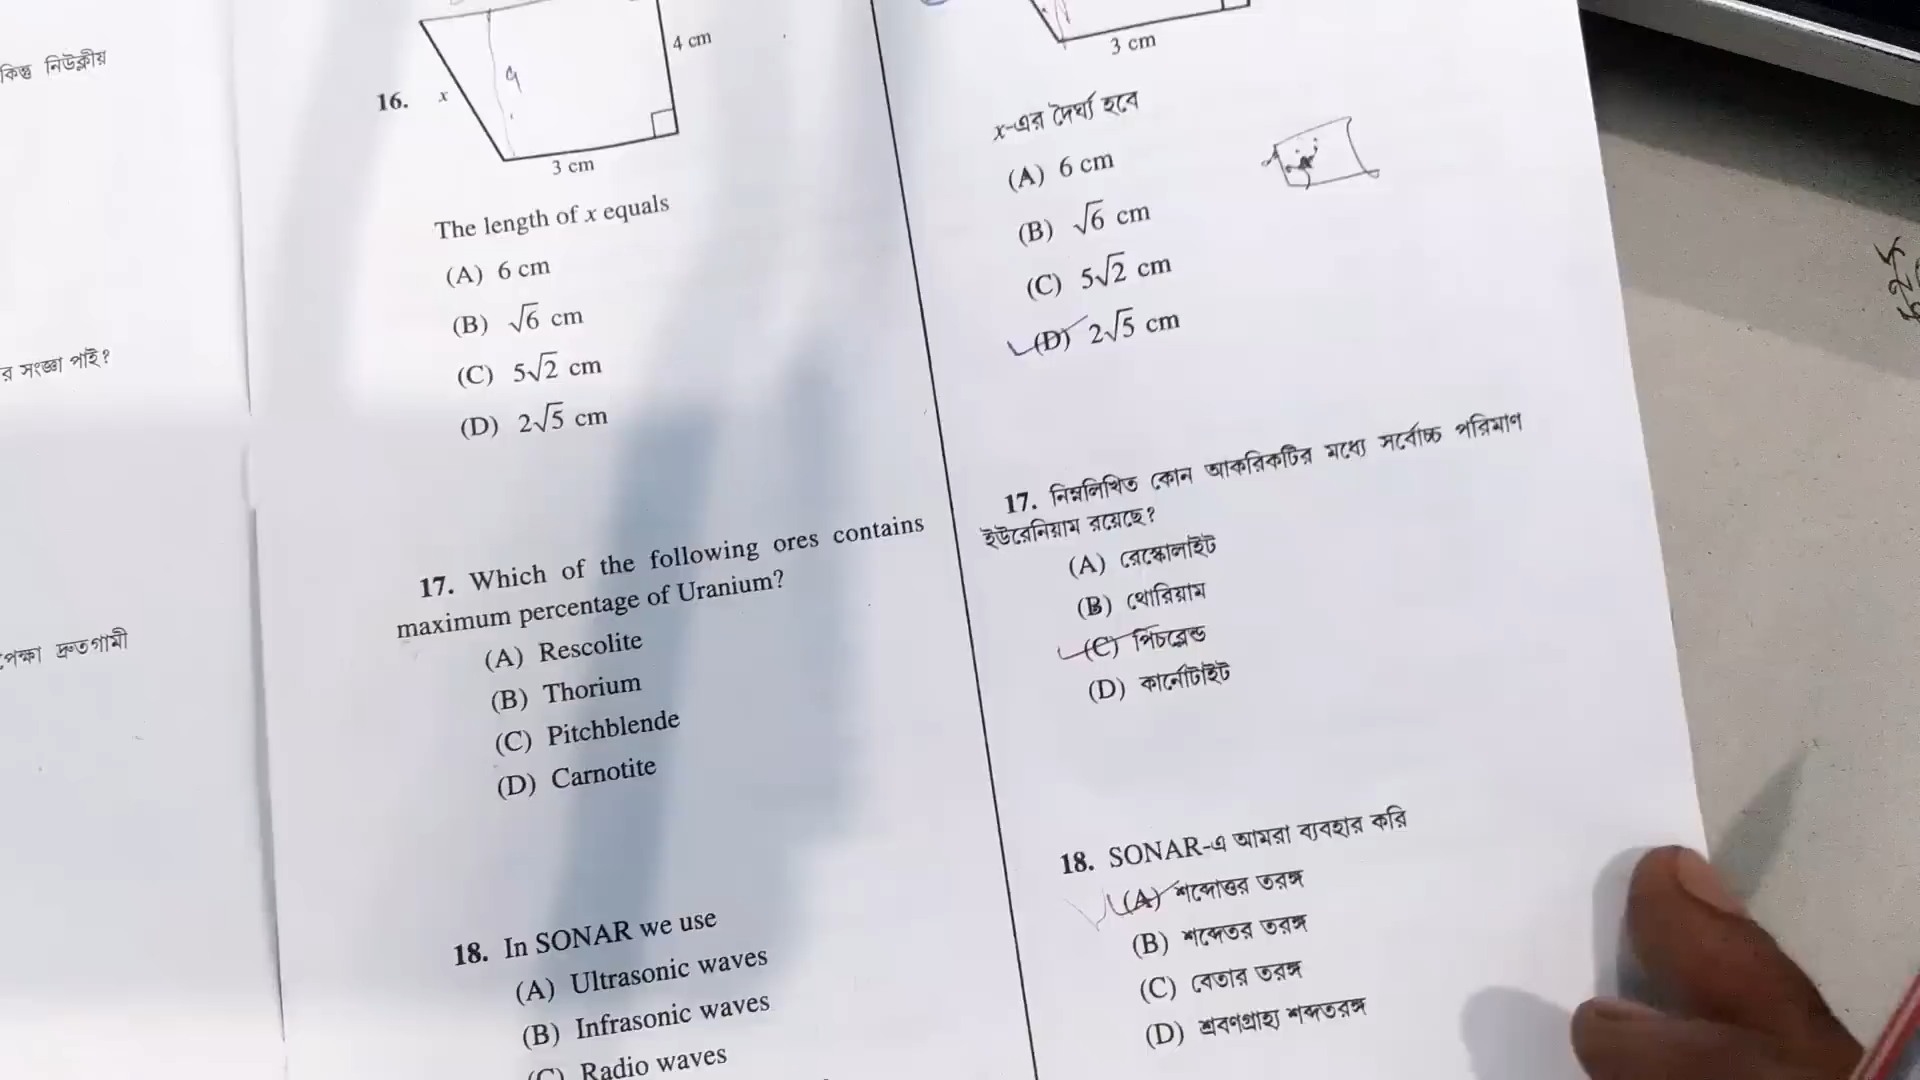 কিন্তু নিউক্লীয়
র সংজ্ঞা পাই?
পেক্ষা দ্রুতগামী
16.
x
4
4 cm
3 cm
The length of x equals
(A) 6 cm
(B) √6 cm
(C) 5√2 cm
(D) 2√5 cm
17. Which of the following ores contains
maximum percentage of Uranium?
(A) Rescolite
(B) Thorium
(C) Pitchblende
(D) Carnotite
18. In SONAR we use
(A) Ultrasonic waves
(B) Infrasonic waves
(C) Radio waves
3 cm
x-এর দৈর্ঘ্য হবে
(A) 6 cm
(B) √6 cm
(C) 5√2 cm
(D) 2√5 cm
17. নিম্নলিখিত কোন আকরিকটির মধ্যে সর্বোচ্চ পরিমাণ
ইউরেনিয়াম রয়েছে?
(A) রেস্কোলাইট
(B) থোরিয়াম
(C) পিচব্লেন্ড
(D) কার্নোটাইট
18. SONAR-এ আমরা ব্যবহার করি
(A) শব্দোত্তর তরঙ্গ
(B) শব্দেতর তরঙ্গ
(C) বেতার তরঙ্গ
(D) শ্রবণগ্রাহ্য শব্দতরঙ্গ